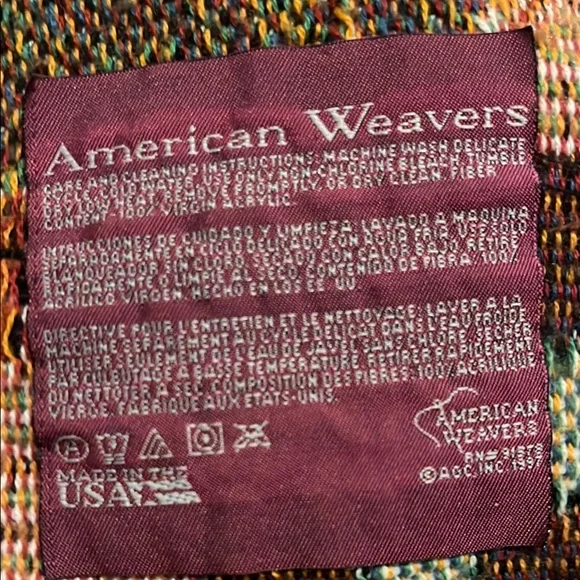 American Weavers
CARE AND CLEANING INSTRUCTIONS: MACHINE WASH DELICATE
CYCLE COLD WATER. USE ONLY NON-CHLORINE BLEACH. TUMBLE
DRY LOW HEAT. REMOVE PROMPTLY OR DRY CLEAN. FIBER
CONTENT: 100% VIRGIN ACRYLIC
INTRUCCIONES DE CUIDADO Y LIMPIEZA. LAVADO A MAQUINA
SEPARADAMENTE EN CICLO DELICADO CON AGUA FRIA. USE SOLO
BLANQUEADOR SIN CLORO. SECADO CON CALOR BAJO. RETIRE
RAPIDAMENTE O LIMPIE AL SECO. CONTENIDO DE FIBRA. 100%
ACRILICO VIRGEN. HECHO EN LOS EE UU
DIRECTIVE POUR L'ENTRETIEN ET LE NETTOYAGE: LAVER A LA
MACHINE SEPAREMENT AU CYCLE DELICAT DANS L'EAU FROIDE
UTILISER SEULEMENT DE L'EAU DE JAVEL SANS CHLORE. SECHER
PAR CULBUTAGE A BASSE TEMPERATURE. RETIRER RAPIDEMENT
OU NETTOYER A SEC. COMPOSITION DES FIBRES 100% ACRILIQUE
VIERGE. FABRIQUE AUX ETATS-UNIS.
MADE IN THE
USA
AMERICAN
WEAVERS
RN# 91575
©AGC, INC. 1997